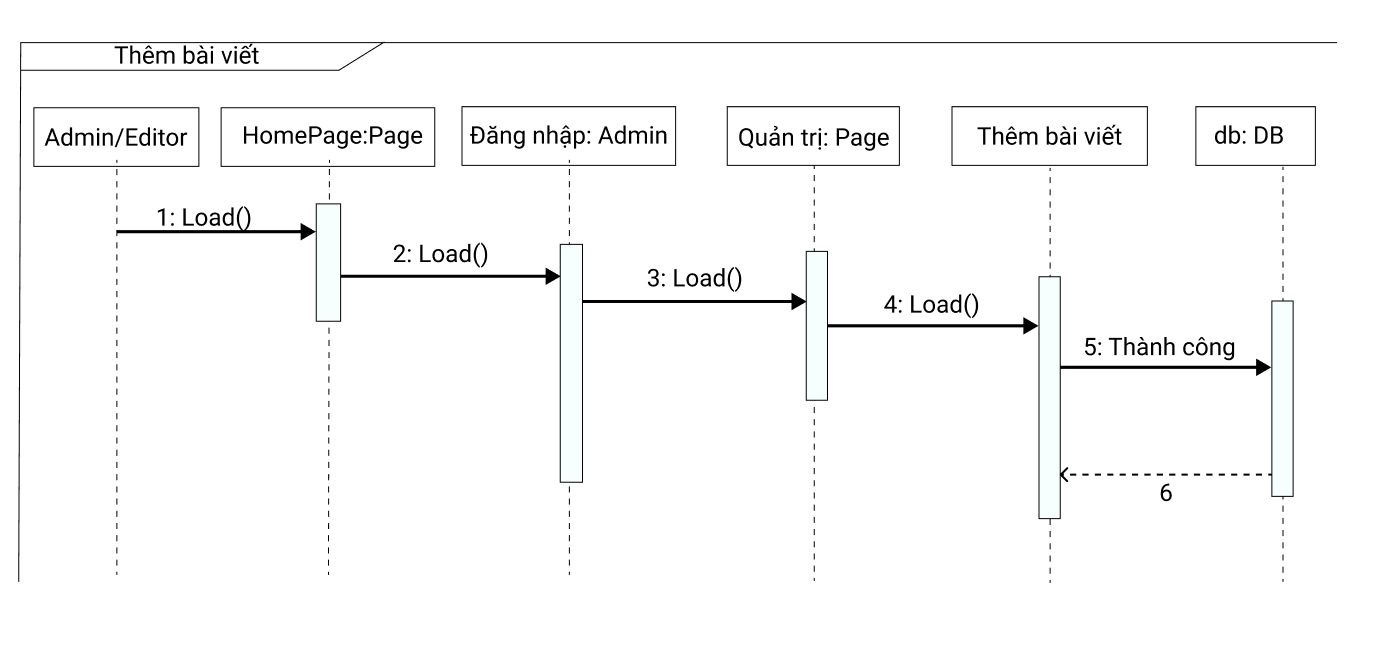 Thêm bài viết
Admin/Editor
HomePage:Page
Đăng nhập: Admin
Quản trị: Page
Thêm bài viết
db: DB
1: Load()
2: Load()
3: Load()
4: Load()
5: Thành công
6